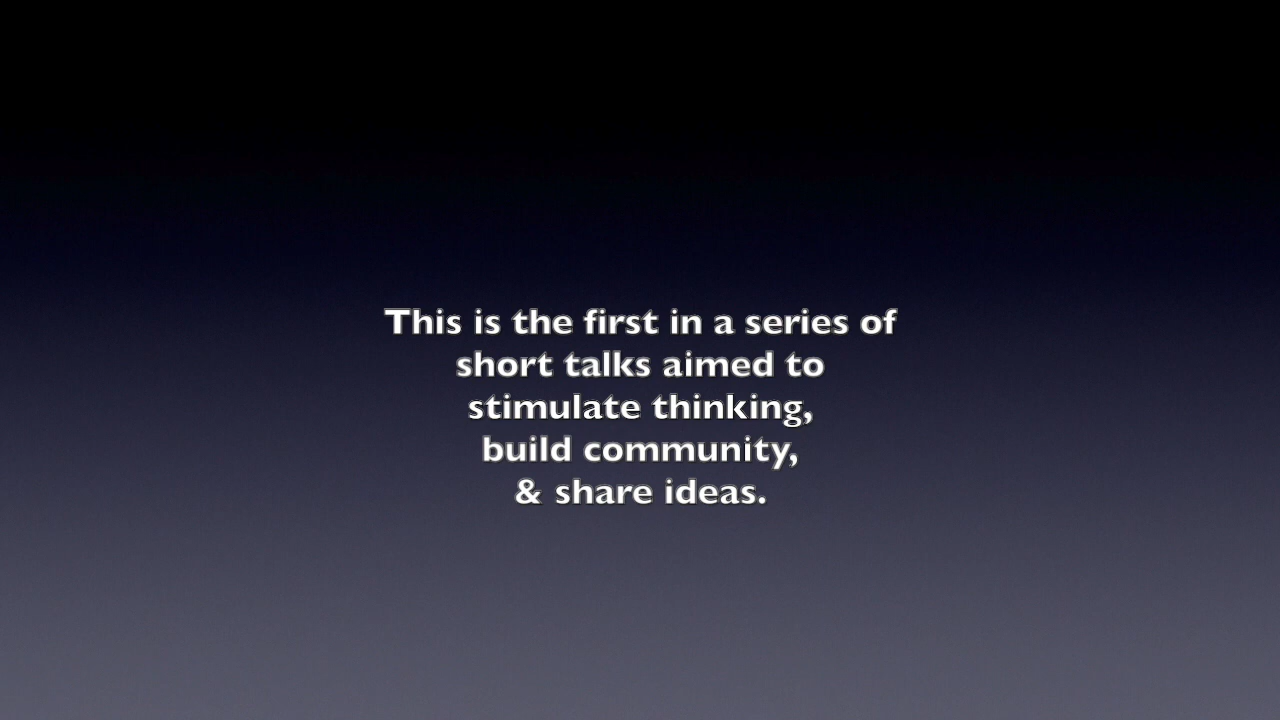 This is the first in a series of
short talks aimed to
stimulate thinking,
build community,
& share ideas.